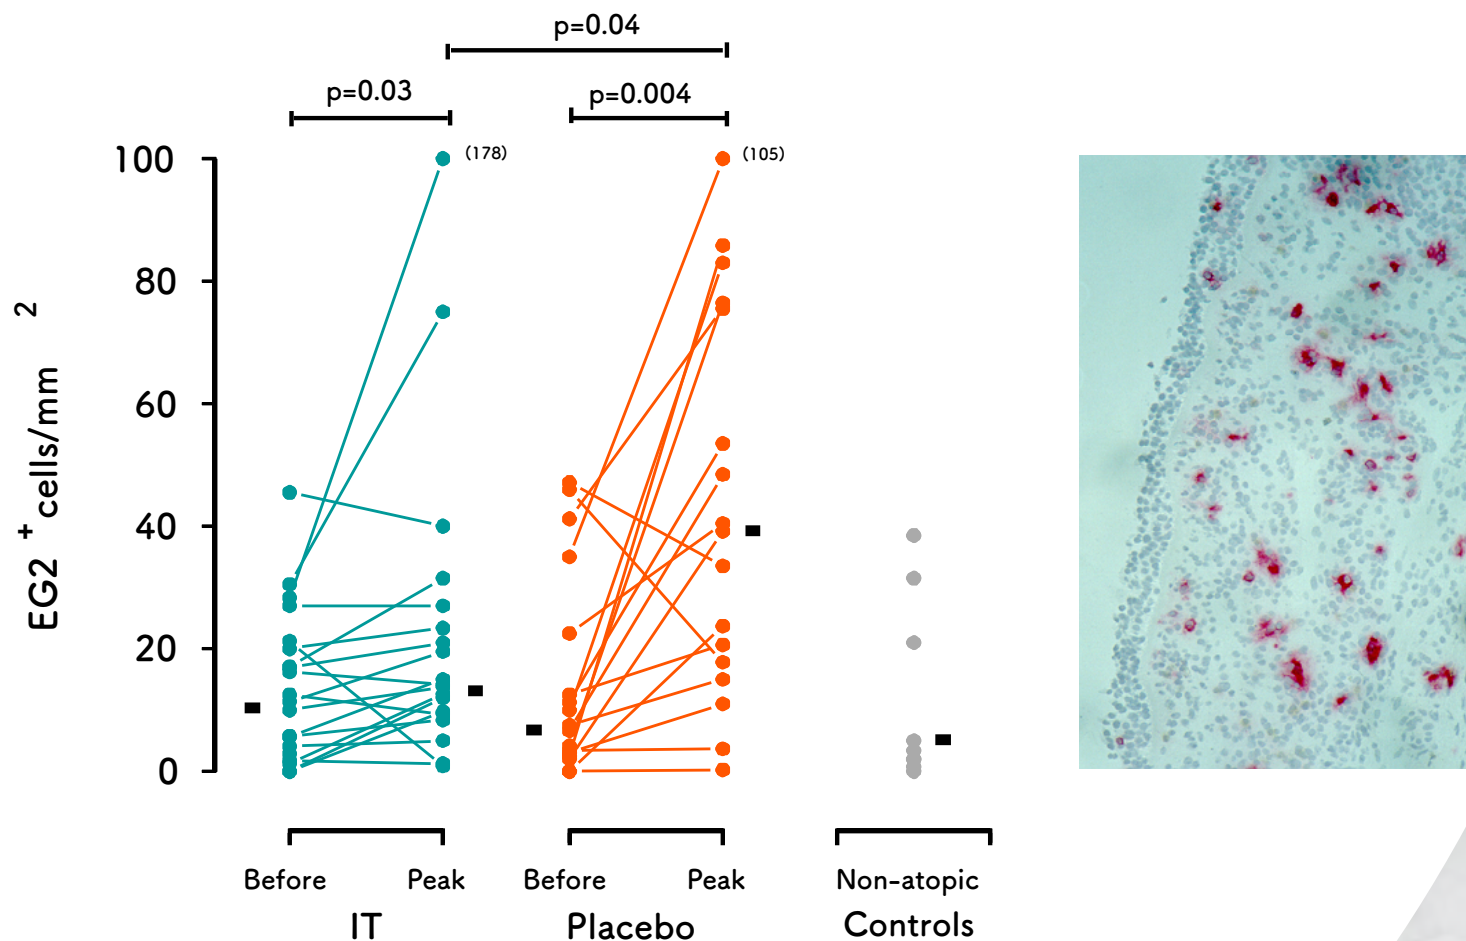 p=0.04
p=0.03
p=0.004
(178)
(105)
100
80
60
40
20
0
EG2 + cells/mm 2
Before
Peak
Before
Peak
Non-atopic
IT
Placebo
Controls